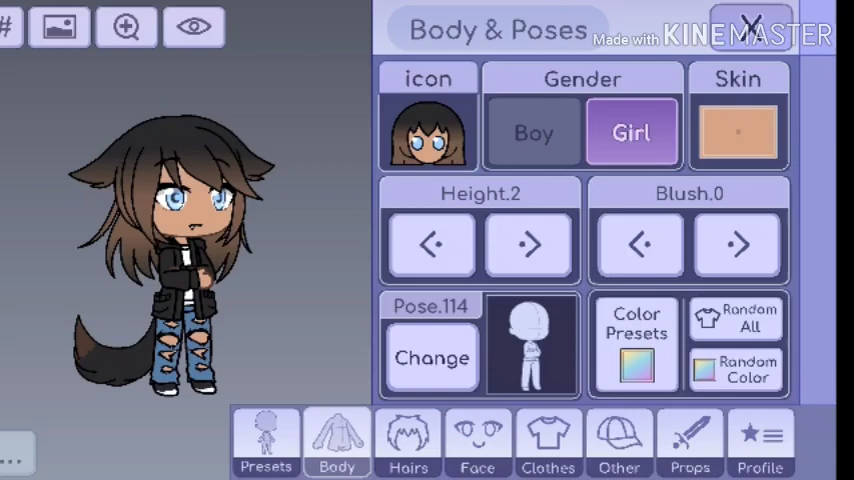 #
Body & Poses
X
Made with KINEMASTER
icon
Gender
Skin
Boy
Girl
Height.2
Blush.0
Pose.114
Change
Color
Presets
Random
All
Random
Color
...
Presets
Body
Hairs
Face
Clothes
Other
Props
Profile